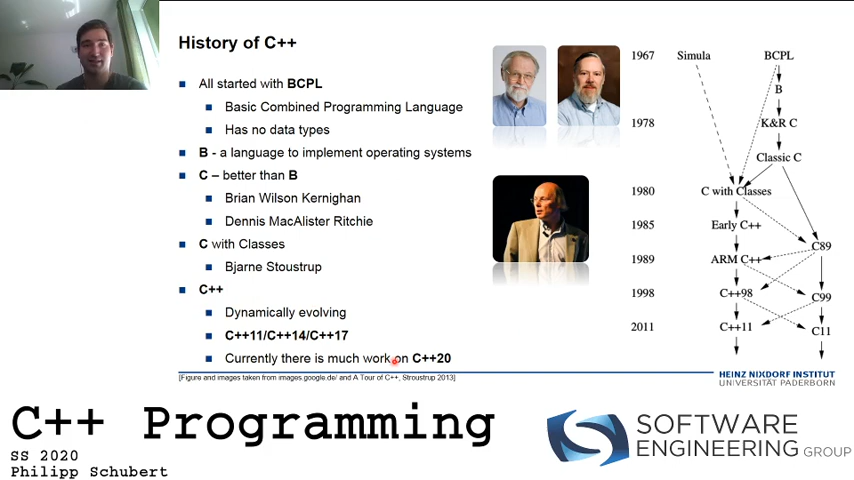 History of C++
All started with BCPL
Basic Combined Programming Language
Has no data types
B - a language to implement operating systems
C – better than B
Brian Wilson Kernighan
Dennis MacAlister Ritchie
C with Classes
Bjarne Stoustrup
C++
Dynamically evolving
C++11/C++14/C++17
Currently there is much work on C++20
1967 Simula BCPL
B
1978 K&R C
Classic C
1980 C with Classes
1985 Early C++
C89
1989 ARM C++
1998 C++98 C99
2011 C++11 C11
[Figure and images taken from images.google.de/ and A Tour of C++, Stroustrup 2013]
HEINZ NIXDORF INSTITUT
UNIVERSITÄT PADERBORN
C++ Programming
SS 2020
Philipp Schubert
SOFTWARE
ENGINEERING GROUP